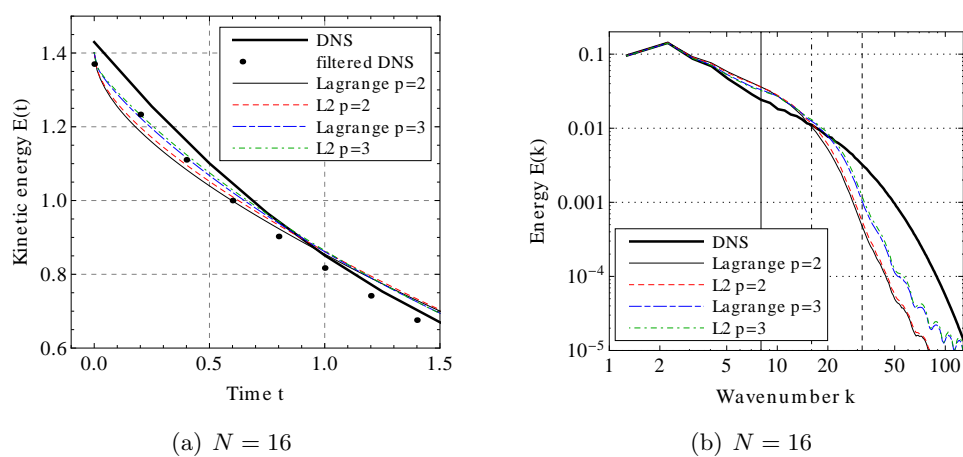 1.4
1.2
1.0
0.8
0.6
Kinetic energy E(t)
DNS
filtered DNS
Lagrange p=2
L2 p=2
Lagrange p=3
L2 p=3
0.0
0.5
1.0
1.5
Time t
(a) N = 16
0.1
0.01
0.001
10⁻⁴
10⁻⁵
Energy E(k)
DNS
Lagrange p=2
L2 p=2
Lagrange p=3
L2 p=3
1
2
5
10
20
50
100
Wavenumber k
(b) N = 16